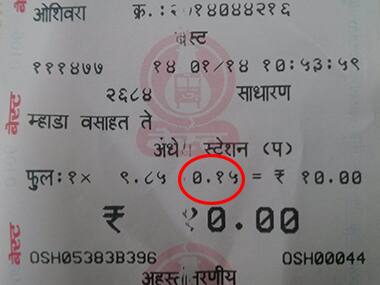 ओशिवरा क्र.: २१४०४४२१६
बेस्ट
१११४७७ १४ ०१/१४ १०:५३:५९
२६८४ साधारण
म्हाडा वसाहत ते
स्टेशन (प)
फुल:१× ९.८५ ०.१५ = ₹ १०.००
₹ १०.००
OSH05383B396 OSH00044
बेस्ट
बेस्ट